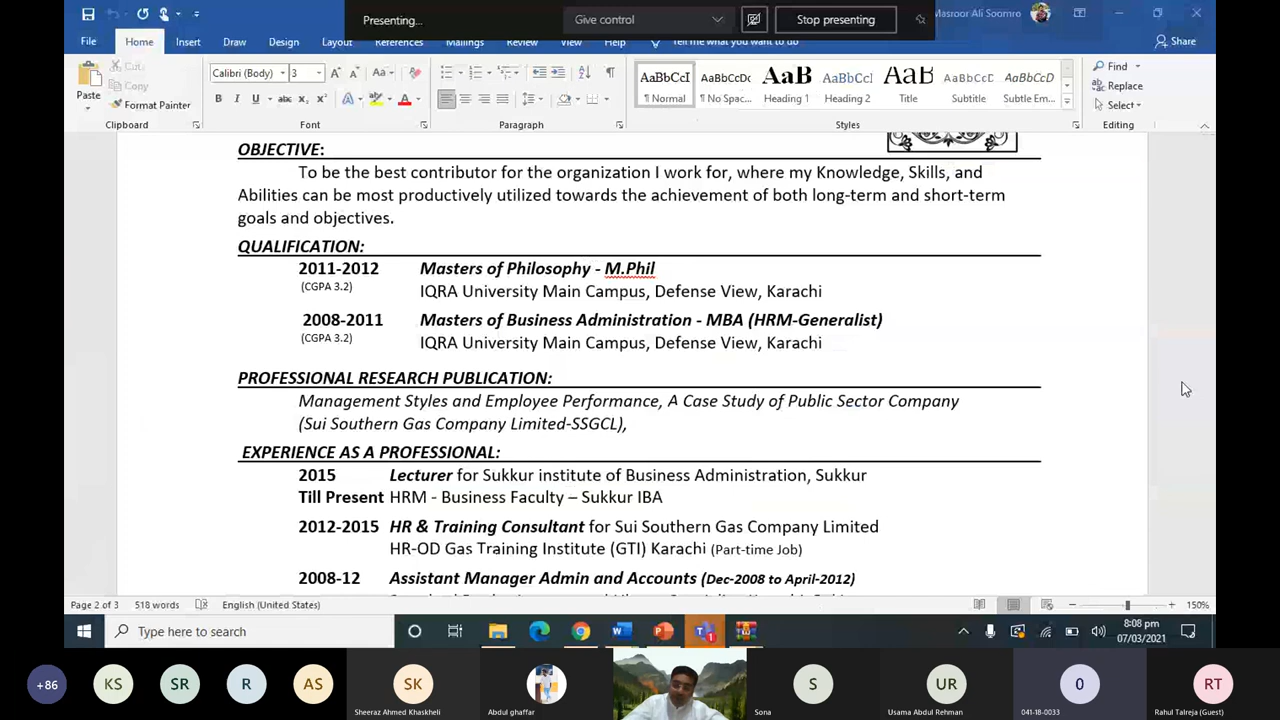 Presenting...
Give control
Stop presenting
Masroor Ali Soomro
File
Home
Insert
Draw
Design
Layout
References
Mailings
Review
View
Help
Tell me what you want to do
Share
Paste
Cut
Copy
Format Painter
Clipboard
Calibri (Body)
3
Font
Paragraph
AaBbCcI
¶ Normal
AaBbCcDc
¶ No Spac...
AaB
Heading 1
AaBbCcI
Heading 2
AaB
Title
AaBbCcD
Subtitle
AaBbCcD
Subtle Em...
Styles
Find
Replace
Select
Editing
OBJECTIVE:
To be the best contributor for the organization I work for, where my Knowledge, Skills, and
Abilities can be most productively utilized towards the achievement of both long-term and short-term
goals and objectives.
QUALIFICATION:
2011-2012 Masters of Philosophy - M.Phil
(CGPA 3.2) IQRA University Main Campus, Defense View, Karachi
2008-2011 Masters of Business Administration - MBA (HRM-Generalist)
(CGPA 3.2) IQRA University Main Campus, Defense View, Karachi
PROFESSIONAL RESEARCH PUBLICATION:
Management Styles and Employee Performance, A Case Study of Public Sector Company
(Sui Southern Gas Company Limited-SSGCL),
EXPERIENCE AS A PROFESSIONAL:
2015 Lecturer for Sukkur institute of Business Administration, Sukkur
Till Present HRM - Business Faculty – Sukkur IBA
2012-2015 HR & Training Consultant for Sui Southern Gas Company Limited
HR-OD Gas Training Institute (GTI) Karachi (Part-time Job)
2008-12 Assistant Manager Admin and Accounts (Dec-2008 to April-2012)
Page 2 of 3
518 words
English (United States)
150%
Type here to search
8:08 pm
07/03/2021
+86
KS
SR
R
AS
SK
Sheeraz Ahmed Khaskheli
Abdul ghaffar
S
Sona
UR
Usama Abdul Rehman
0
041-18-0033
RT
Rahul Talreja (Guest)